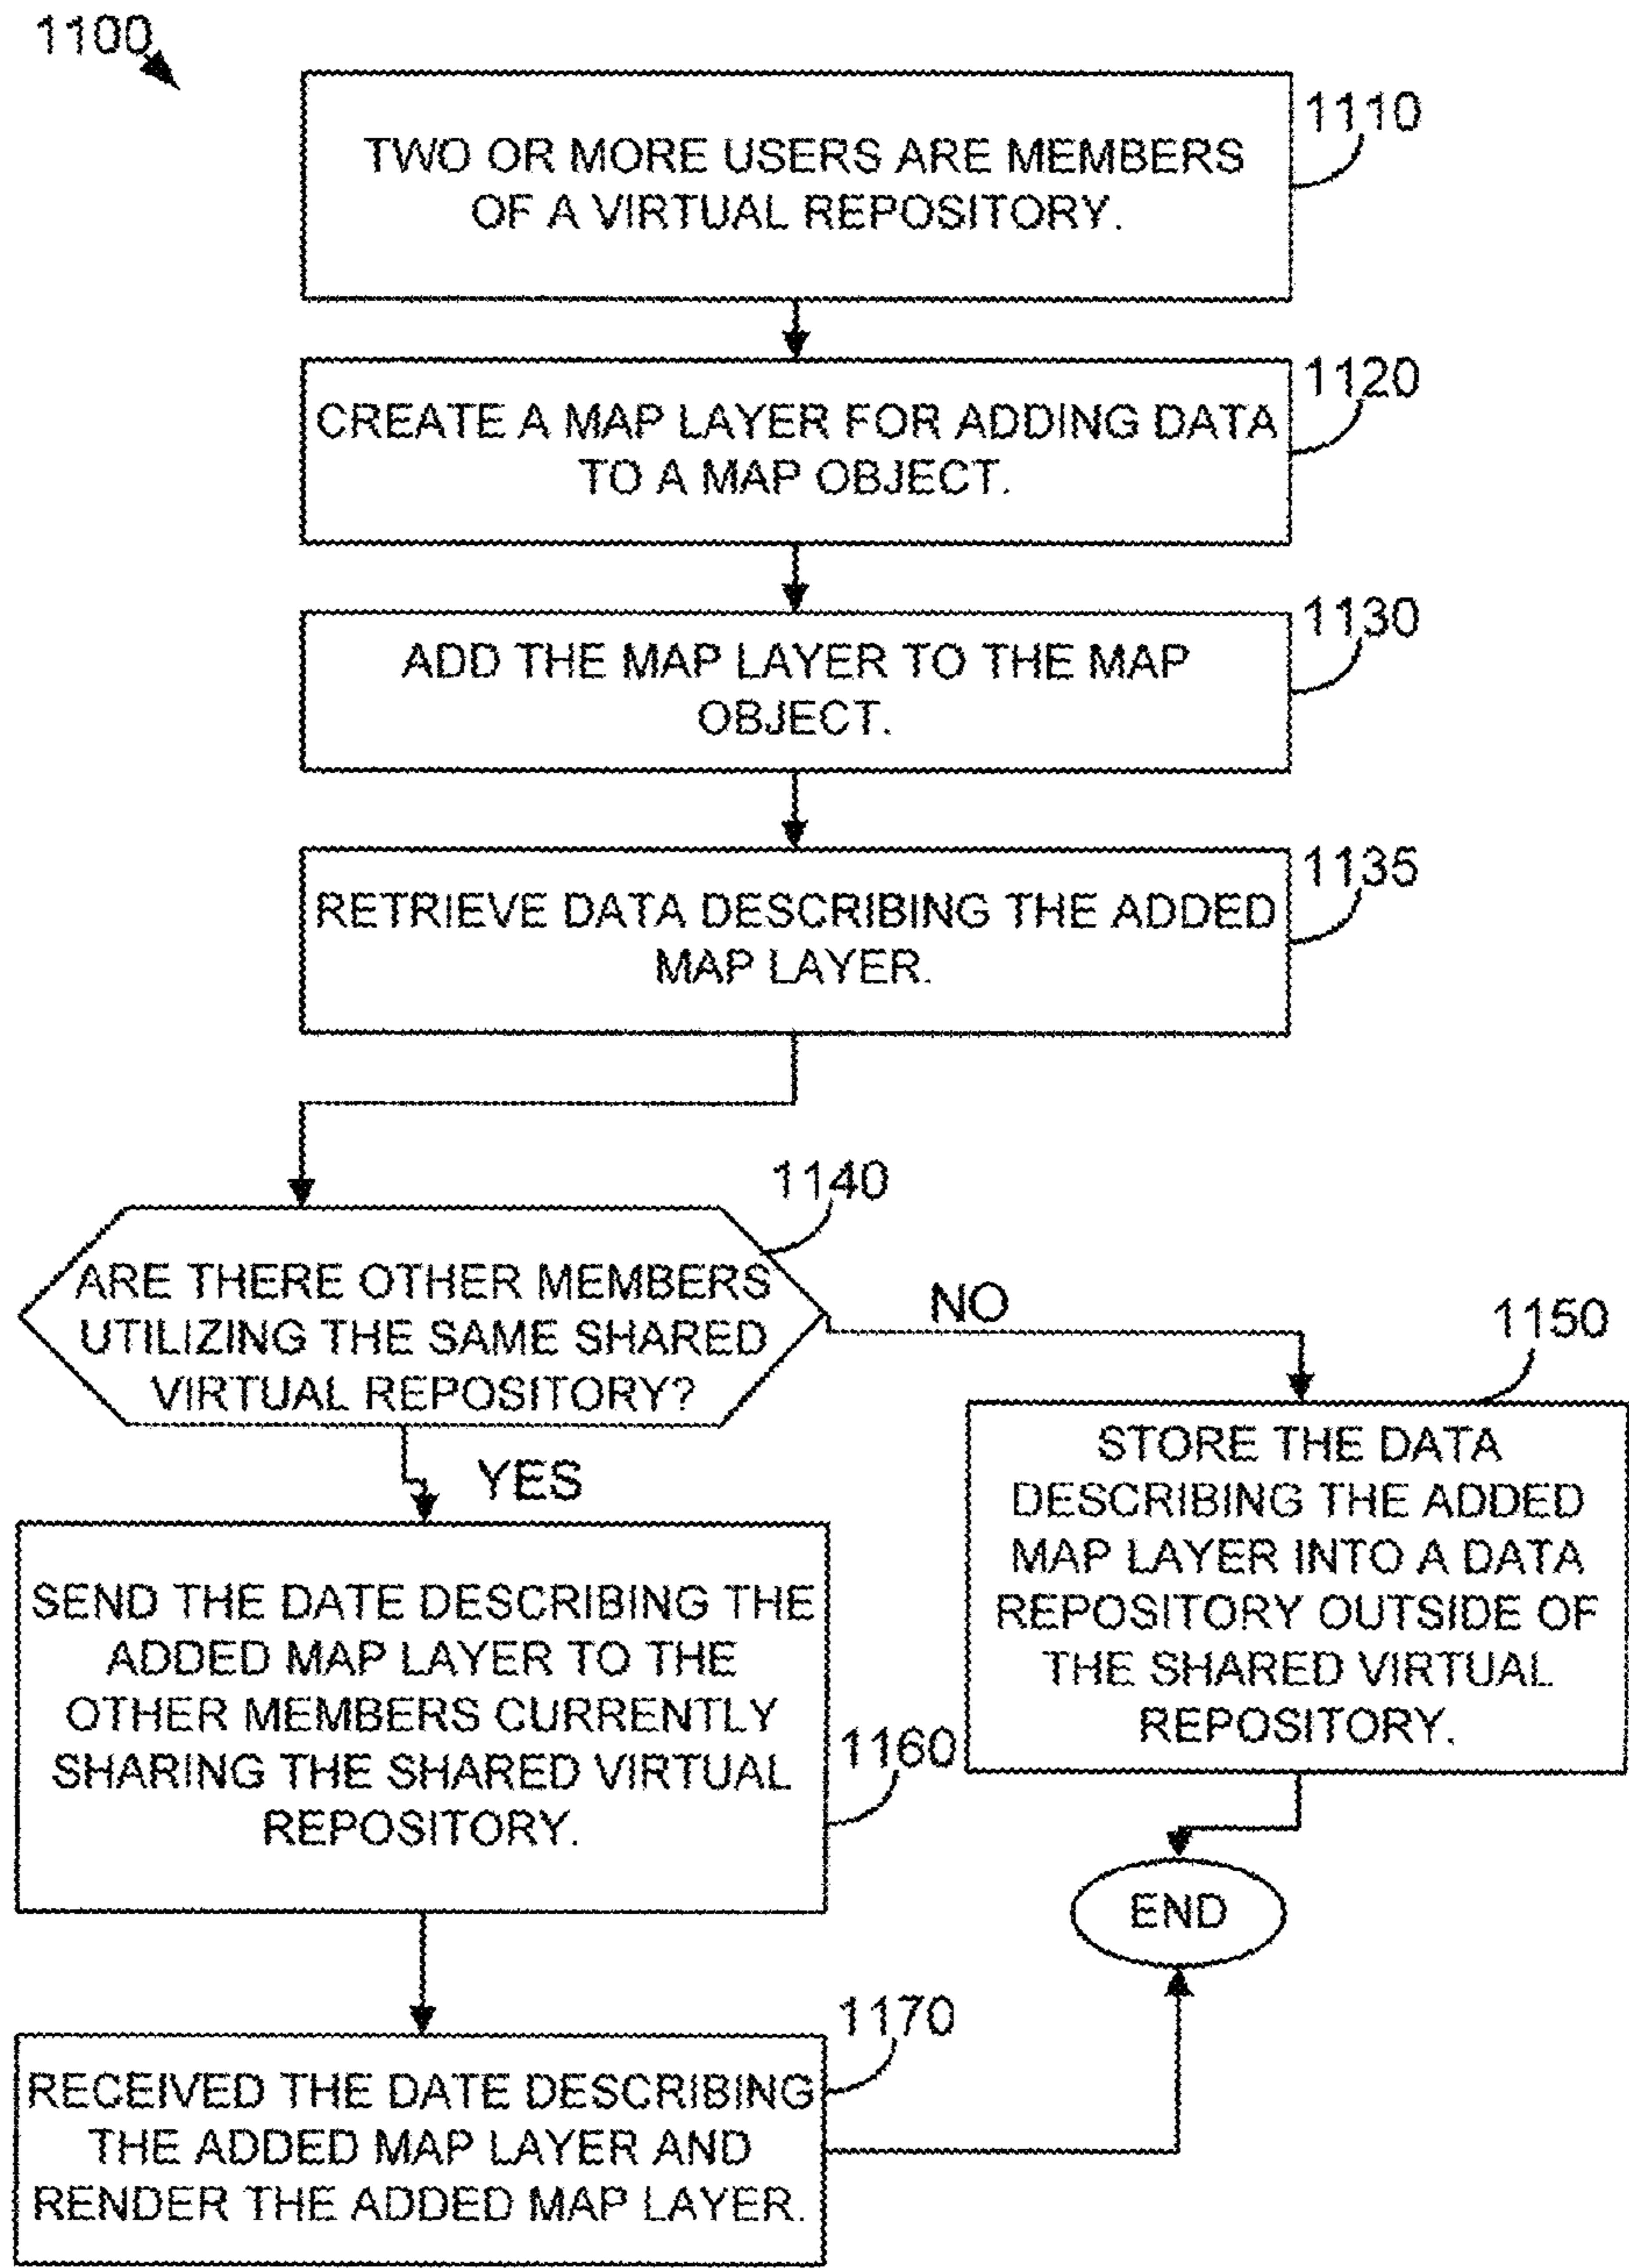 1100
TWO OR MORE USERS ARE MEMBERS
OF A VIRTUAL REPOSITORY.
1110
CREATE A MAP LAYER FOR ADDING DATA
TO A MAP OBJECT.
1120
ADD THE MAP LAYER TO THE MAP
OBJECT.
1130
RETRIEVE DATA DESCRIBING THE ADDED
MAP LAYER.
1135
ARE THERE OTHER MEMBERS
UTILIZING THE SAME SHARED
VIRTUAL REPOSITORY?
1140
NO
YES
STORE THE DATA
DESCRIBING THE ADDED
MAP LAYER INTO A DATA
REPOSITORY OUTSIDE OF
THE SHARED VIRTUAL
REPOSITORY.
1150
SEND THE DATE DESCRIBING THE
ADDED MAP LAYER TO THE
OTHER MEMBERS CURRENTLY
SHARING THE SHARED VIRTUAL
REPOSITORY.
1160
RECEIVED THE DATE DESCRIBING
THE ADDED MAP LAYER AND
RENDER THE ADDED MAP LAYER.
1170
END